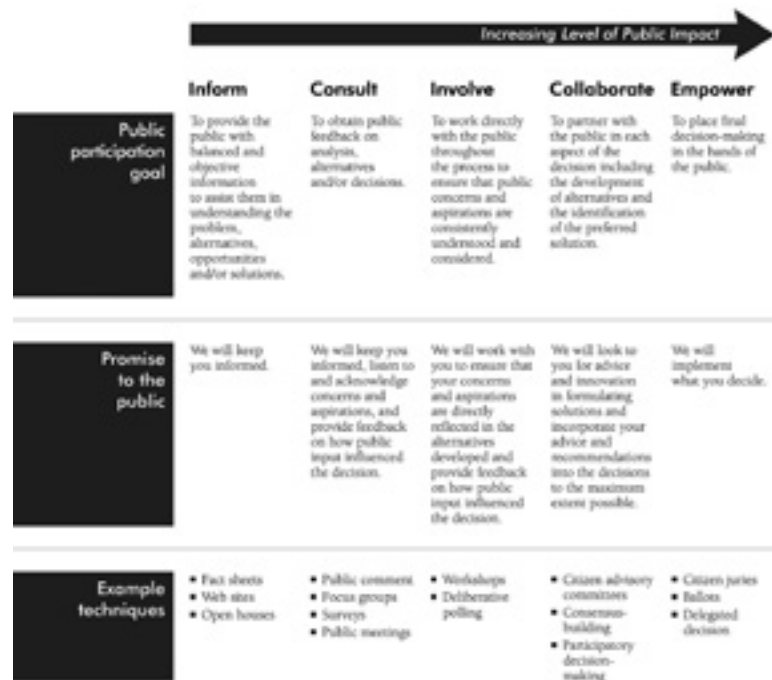 Increasing Level of Public Impact
Inform
Consult
Involve
Collaborate
Empower
Public
participation
goal
To provide the
public with
balanced and
objective
information
to assist them in
understanding the
problem,
alternatives,
opportunities
and/or solutions.
To obtain public
feedback on
analysis,
alternatives
and/or decisions.
To work directly
with the public
throughout
the process to
ensure that public
concerns and
aspirations are
consistently
understood and
considered.
To partner with
the public in each
aspect of the
decision including
the development
of alternatives and
the identification
of the preferred
solution.
To place final
decision-making
in the hands of
the public.
Promise
to the
public
We will keep
you informed.
We will keep you
informed, listen to
and acknowledge
concerns and
aspirations, and
provide feedback
on how public
input influenced
the decision.
We will work with
you to ensure that
your concerns
and aspirations
are directly
reflected in the
alternatives
developed and
provide feedback
on how public
input influenced
the decision.
We will look to
you for advice
and innovation
in formulating
solutions and
incorporate your
advice and
recommendations
into the decisions
to the maximum
extent possible.
We will
implement
what you decide.
Example
techniques
▪ Fact sheets
▪ Web sites
▪ Open houses
▪ Public comment
▪ Focus groups
▪ Surveys
▪ Public meetings
▪ Workshops
▪ Deliberative
polling
▪ Citizen advisory
committees
▪ Consensus-
building
▪ Participatory
decision-
making
▪ Citizen juries
▪ Ballots
▪ Delegated
decision